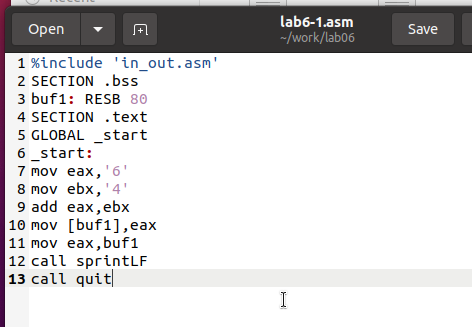 Recent
Open
lab6-1.asm
~/work/lab06
Save
1 %include 'in_out.asm'
2 SECTION .bss
3 buf1: RESB 80
4 SECTION .text
5 GLOBAL _start
6 _start:
7 mov eax,'6'
8 mov ebx,'4'
9 add eax,ebx
10 mov [buf1],eax
11 mov eax,buf1
12 call sprintLF
13 call quit